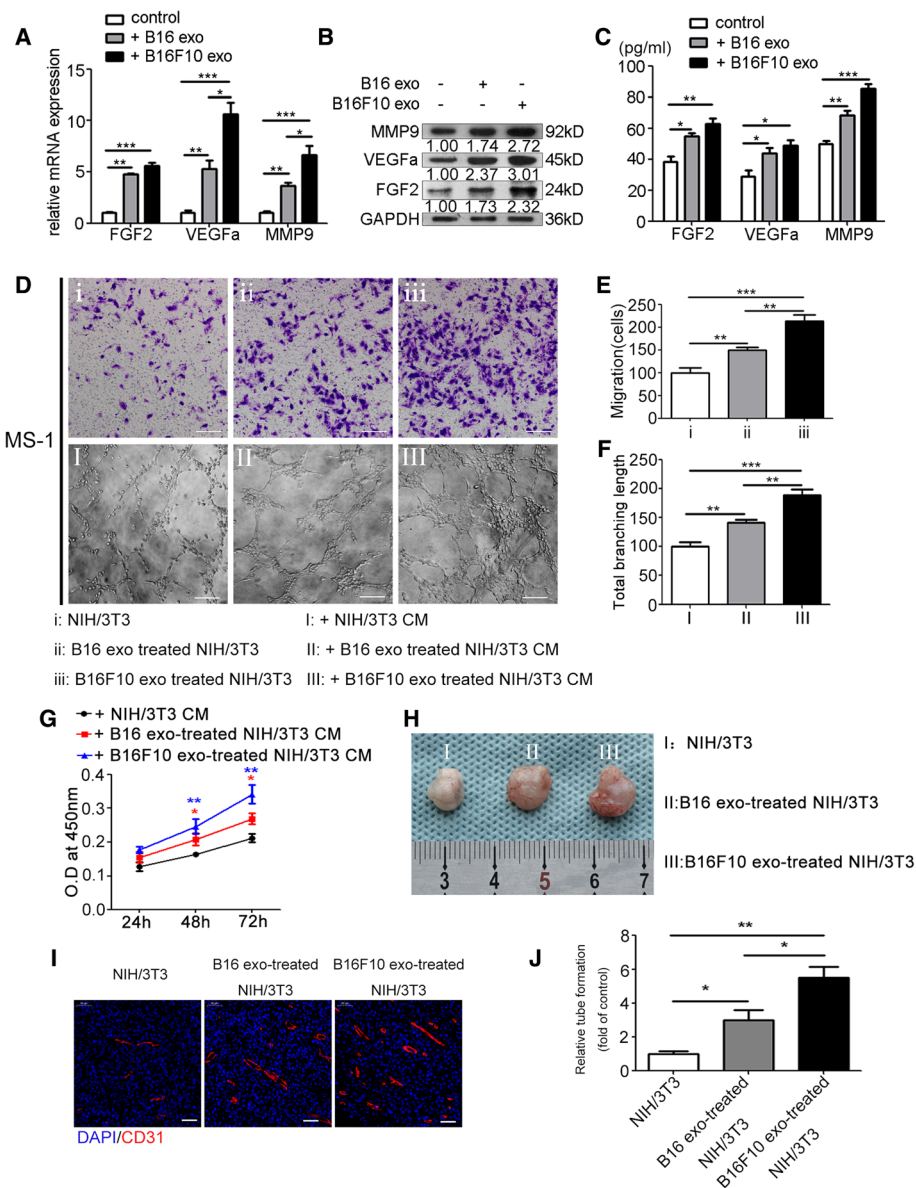 A
control
+ B16 exo
+ B16F10 exo
relative mRNA expression
15
10
5
0
***
**
***
**
*
***
**
*
FGF2 VEGFa MMP9
B
B16 exo - + -
B16F10 exo - - +
MMP9 92kD
1.00 1.74 2.72
VEGFa 45kD
1.00 2.37 3.01
FGF2 24kD
1.00 1.73 2.32
GAPDH 36kD
C
(pg/ml)
control
+ B16 exo
+ B16F10 exo
100
80
60
40
20
0
**
*
*
*
***
**
FGF2 VEGFa MMP9
D
MS-1
i ii iii
I II III
i: NIH/3T3 I: + NIH/3T3 CM
ii: B16 exo treated NIH/3T3 II: + B16 exo treated NIH/3T3 CM
iii: B16F10 exo treated NIH/3T3 III: + B16F10 exo treated NIH/3T3 CM
E
Migration(cells)
250
200
150
100
50
0
***
**
**
i ii iii
F
Total branching length
250
200
150
100
50
0
***
**
**
I II III
G
+ NIH/3T3 CM
+ B16 exo-treated NIH/3T3 CM
+ B16F10 exo-treated NIH/3T3 CM
O.D at 450nm
0.4
0.3
0.2
0.1
0.0
**
*
**
*
24h 48h 72h
H
I II III
3 4 5 6 7
I: NIH/3T3
II:B16 exo-treated NIH/3T3
III:B16F10 exo-treated NIH/3T3
I
NIH/3T3
B16 exo-treated
NIH/3T3
B16F10 exo-treated
NIH/3T3
DAPI/CD31
J
Relative tube formation
(fold of control)
8
6
4
2
0
**
*
*
NIH/3T3
B16 exo-treated
NIH/3T3
B16F10 exo-treated
NIH/3T3